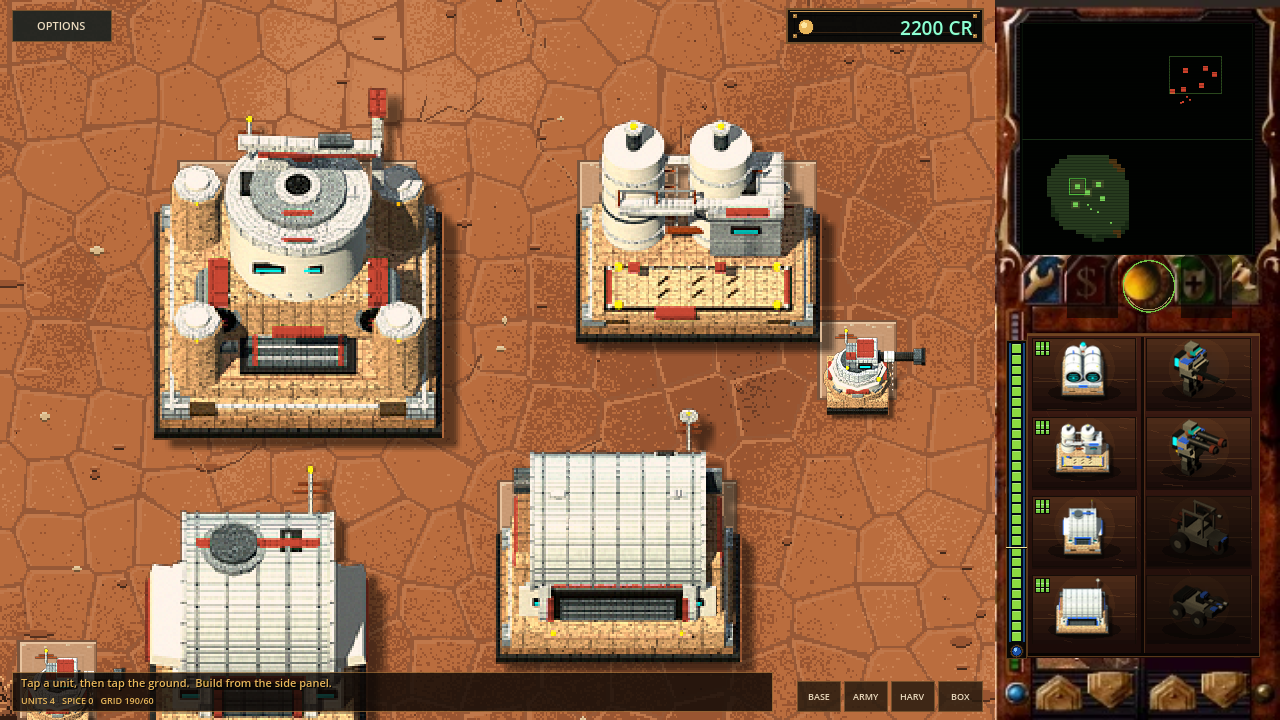 OPTIONS
2200 CR
Tap a unit, then tap the ground. Build from the side panel.
UNITS 4 SPICE 0 GRID 190/60
BASE
ARMY
HARV
BOX